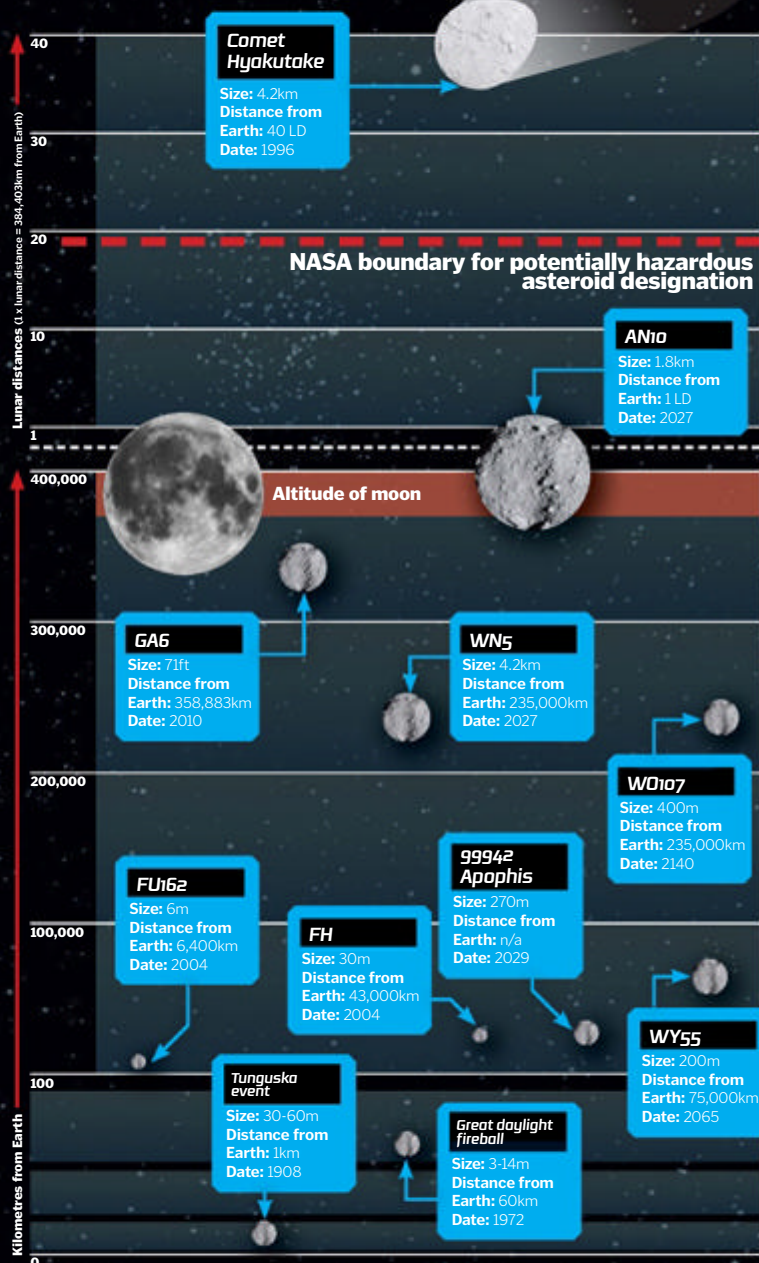 40
Comet
Hyakutake
Size: 4.2km
Distance from
Earth: 40 LD
Date: 1996
30
Lunar distances (1 x lunar distance = 384,403km from Earth)
20
NASA boundary for potentially hazardous
asteroid designation
10
AN10
Size: 1.8km
Distance from
Earth: 1 LD
Date: 2027
1
400,000
Altitude of moon
300,000
GA6
Size: 71ft
Distance from
Earth: 358,883km
Date: 2010
WN5
Size: 4.2km
Distance from
Earth: 235,000km
Date: 2027
200,000
WO107
Size: 400m
Distance from
Earth: 235,000km
Date: 2140
99942
Apophis
Size: 270m
Distance from
Earth: n/a
Date: 2029
FU162
Size: 6m
Distance from
Earth: 6,400km
Date: 2004
100,000
FH
Size: 30m
Distance from
Earth: 43,000km
Date: 2004
WY55
Size: 200m
Distance from
Earth: 75,000km
Date: 2065
100
Tunguska
event
Size: 30-60m
Distance from
Earth: 1km
Date: 1908
Great daylight
fireball
Size: 3-14m
Distance from
Earth: 60km
Date: 1972
Kilometres from Earth
0